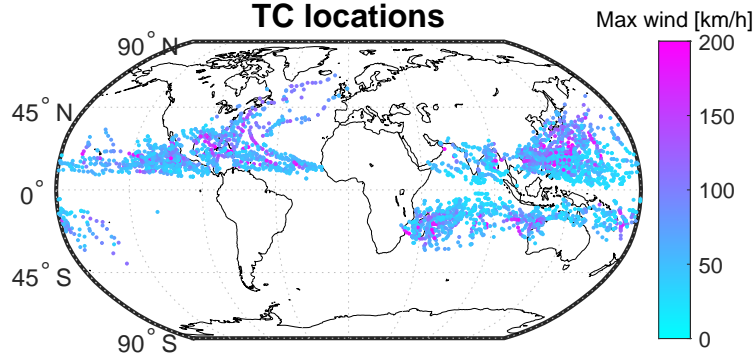 TC locations
Max wind [km/h]
90° N
45° N
0°
45° S
90° S
200
150
100
50
0